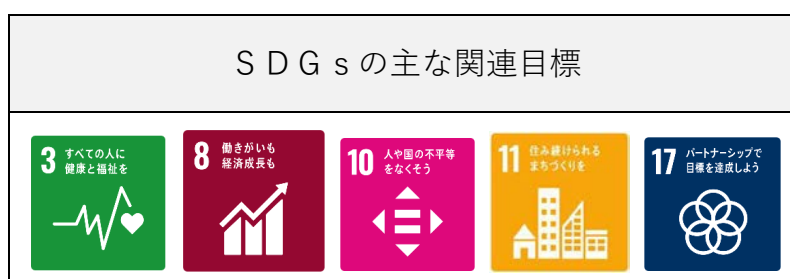 ＳＤＧｓの主な関連目標
3 すべての人に
健康と福祉を
8 働きがいも
経済成長も
10 人や国の不平等
をなくそう
11 住み続けられる
まちづくりを
17 パートナーシップで
目標を達成しよう